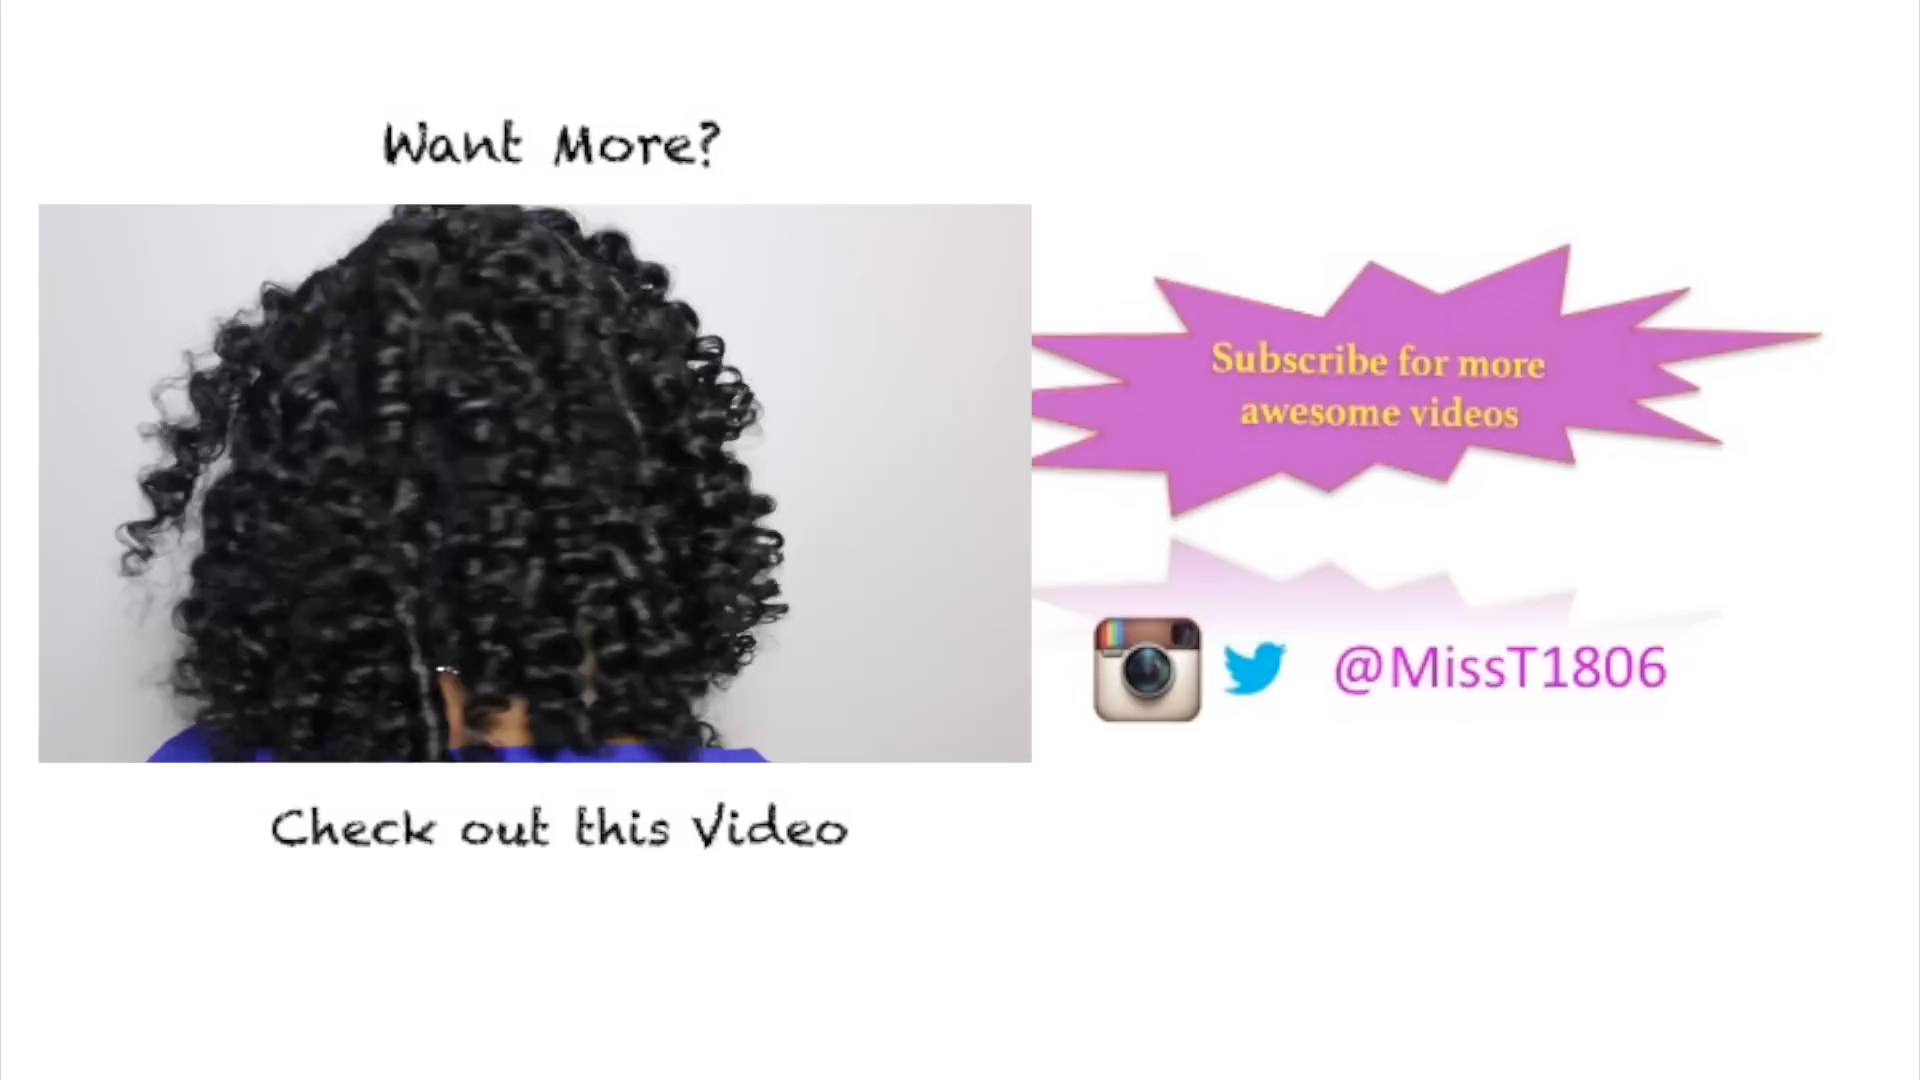 Want More?
Subscribe for more
awesome videos
@MissT1806
Check out this Video